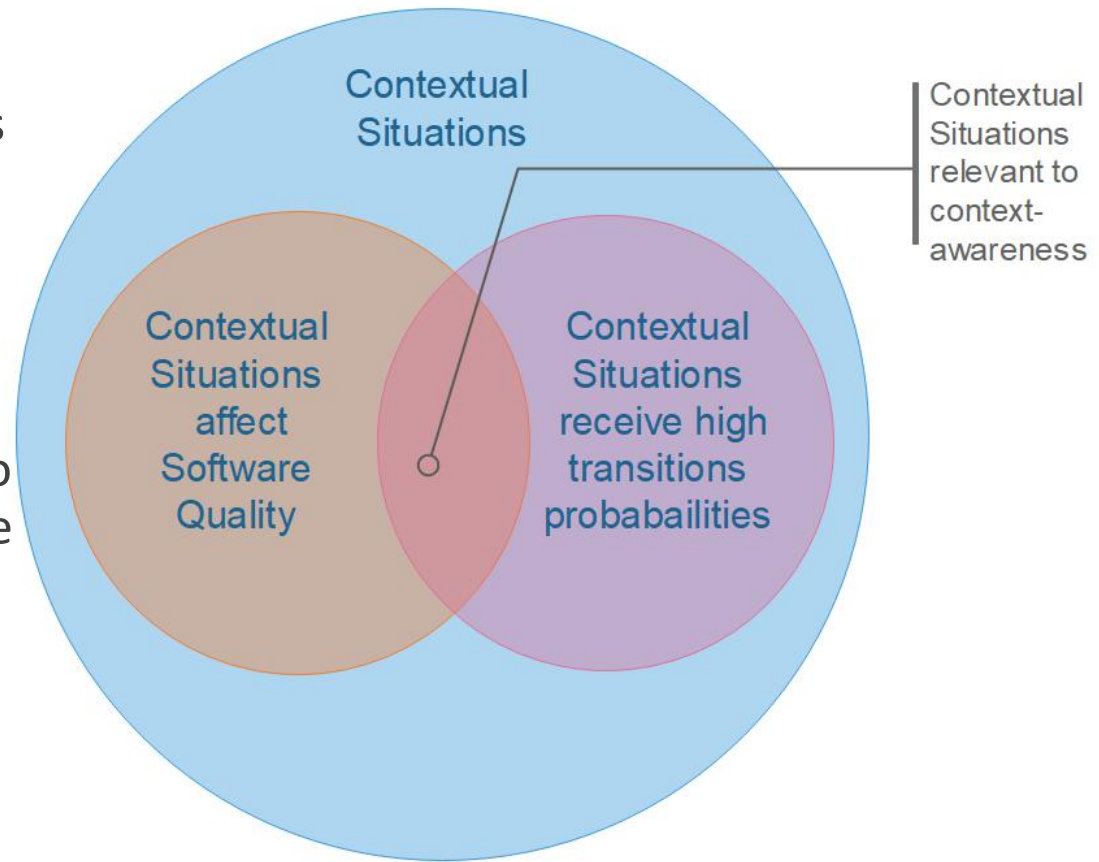 Contextual
Situations
Contextual
Situations
relevant to
context-
awareness
Contextual
Situations
affect
Software
Quality
Contextual
Situations
receive high
transitions
probabailities